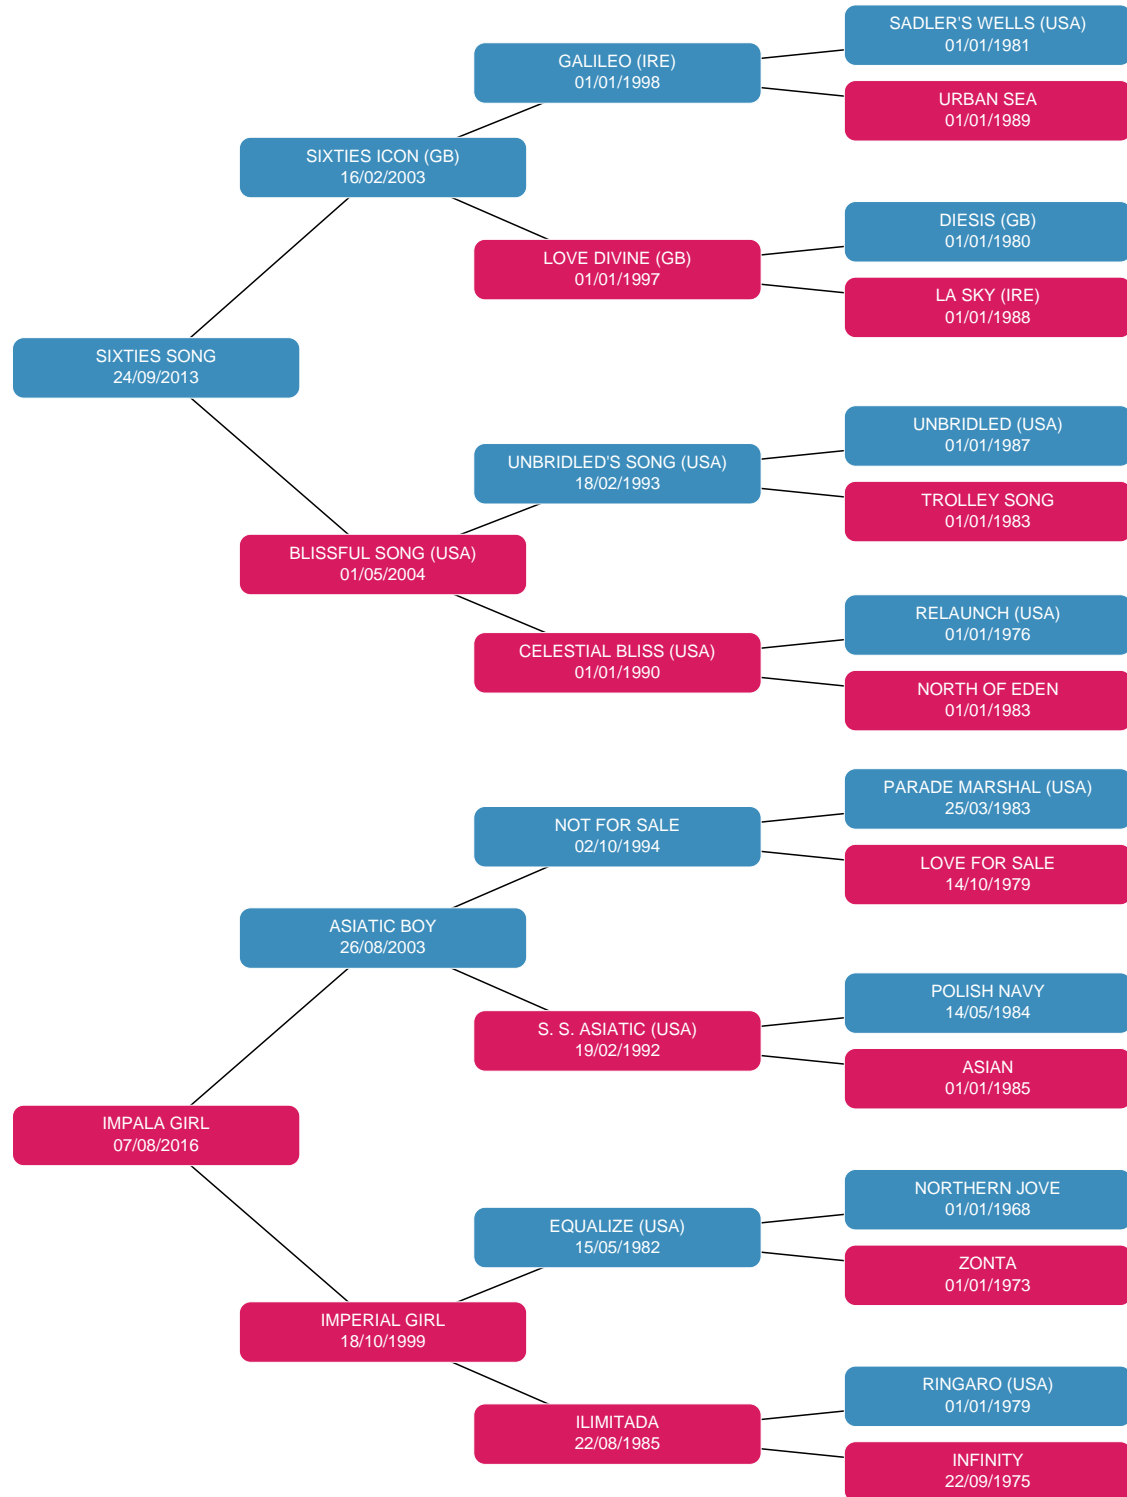 SADLER'S WELLS (USA)
01/01/1981
GALILEO (IRE)
01/01/1998
URBAN SEA
01/01/1989
SIXTIES ICON (GB)
16/02/2003
DIESIS (GB)
01/01/1980
LOVE DIVINE (GB)
01/01/1997
LA SKY (IRE)
01/01/1988
SIXTIES SONG
24/09/2013
UNBRIDLED (USA)
01/01/1987
UNBRIDLED'S SONG (USA)
18/02/1993
TROLLEY SONG
01/01/1983
BLISSFUL SONG (USA)
01/05/2004
RELAUNCH (USA)
01/01/1976
CELESTIAL BLISS (USA)
01/01/1990
NORTH OF EDEN
01/01/1983
PARADE MARSHAL (USA)
25/03/1983
NOT FOR SALE
02/10/1994
LOVE FOR SALE
14/10/1979
ASIATIC BOY
26/08/2003
POLISH NAVY
14/05/1984
S. S. ASIATIC (USA)
19/02/1992
ASIAN
01/01/1985
IMPALA GIRL
07/08/2016
NORTHERN JOVE
01/01/1968
EQUALIZE (USA)
15/05/1982
ZONTA
01/01/1973
IMPERIAL GIRL
18/10/1999
RINGARO (USA)
01/01/1979
ILIMITADA
22/08/1985
INFINITY
22/09/1975